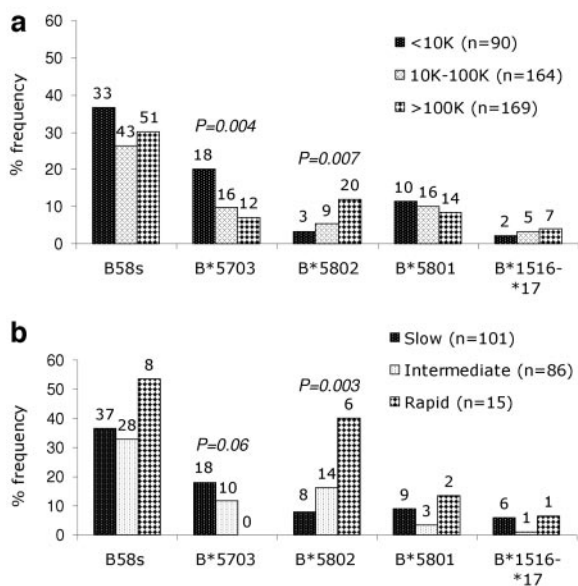 a
<10K (n=90)
10K-100K (n=164)
>100K (n=169)
% frequency
60
50
40
30
20
10
0
33 43 51
P=0.004
18 16 12
P=0.007
3 9 20
10 16 14
2 5 7
B58s B*5703 B*5802 B*5801 B*1516-
*17
b
Slow (n=101)
Intermediate (n=86)
Rapid (n=15)
% frequency
60
50
40
30
20
10
0
37 28 8
P=0.06
18 10 0
P=0.003
8 14 6
9 3 2
6 1 1
B58s B*5703 B*5802 B*5801 B*1516-
*17